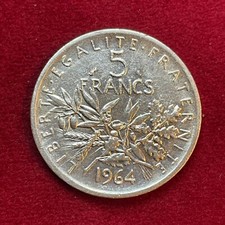 LIBERTE · EGALITE · FRATERNITE
5
FRANCS
1964